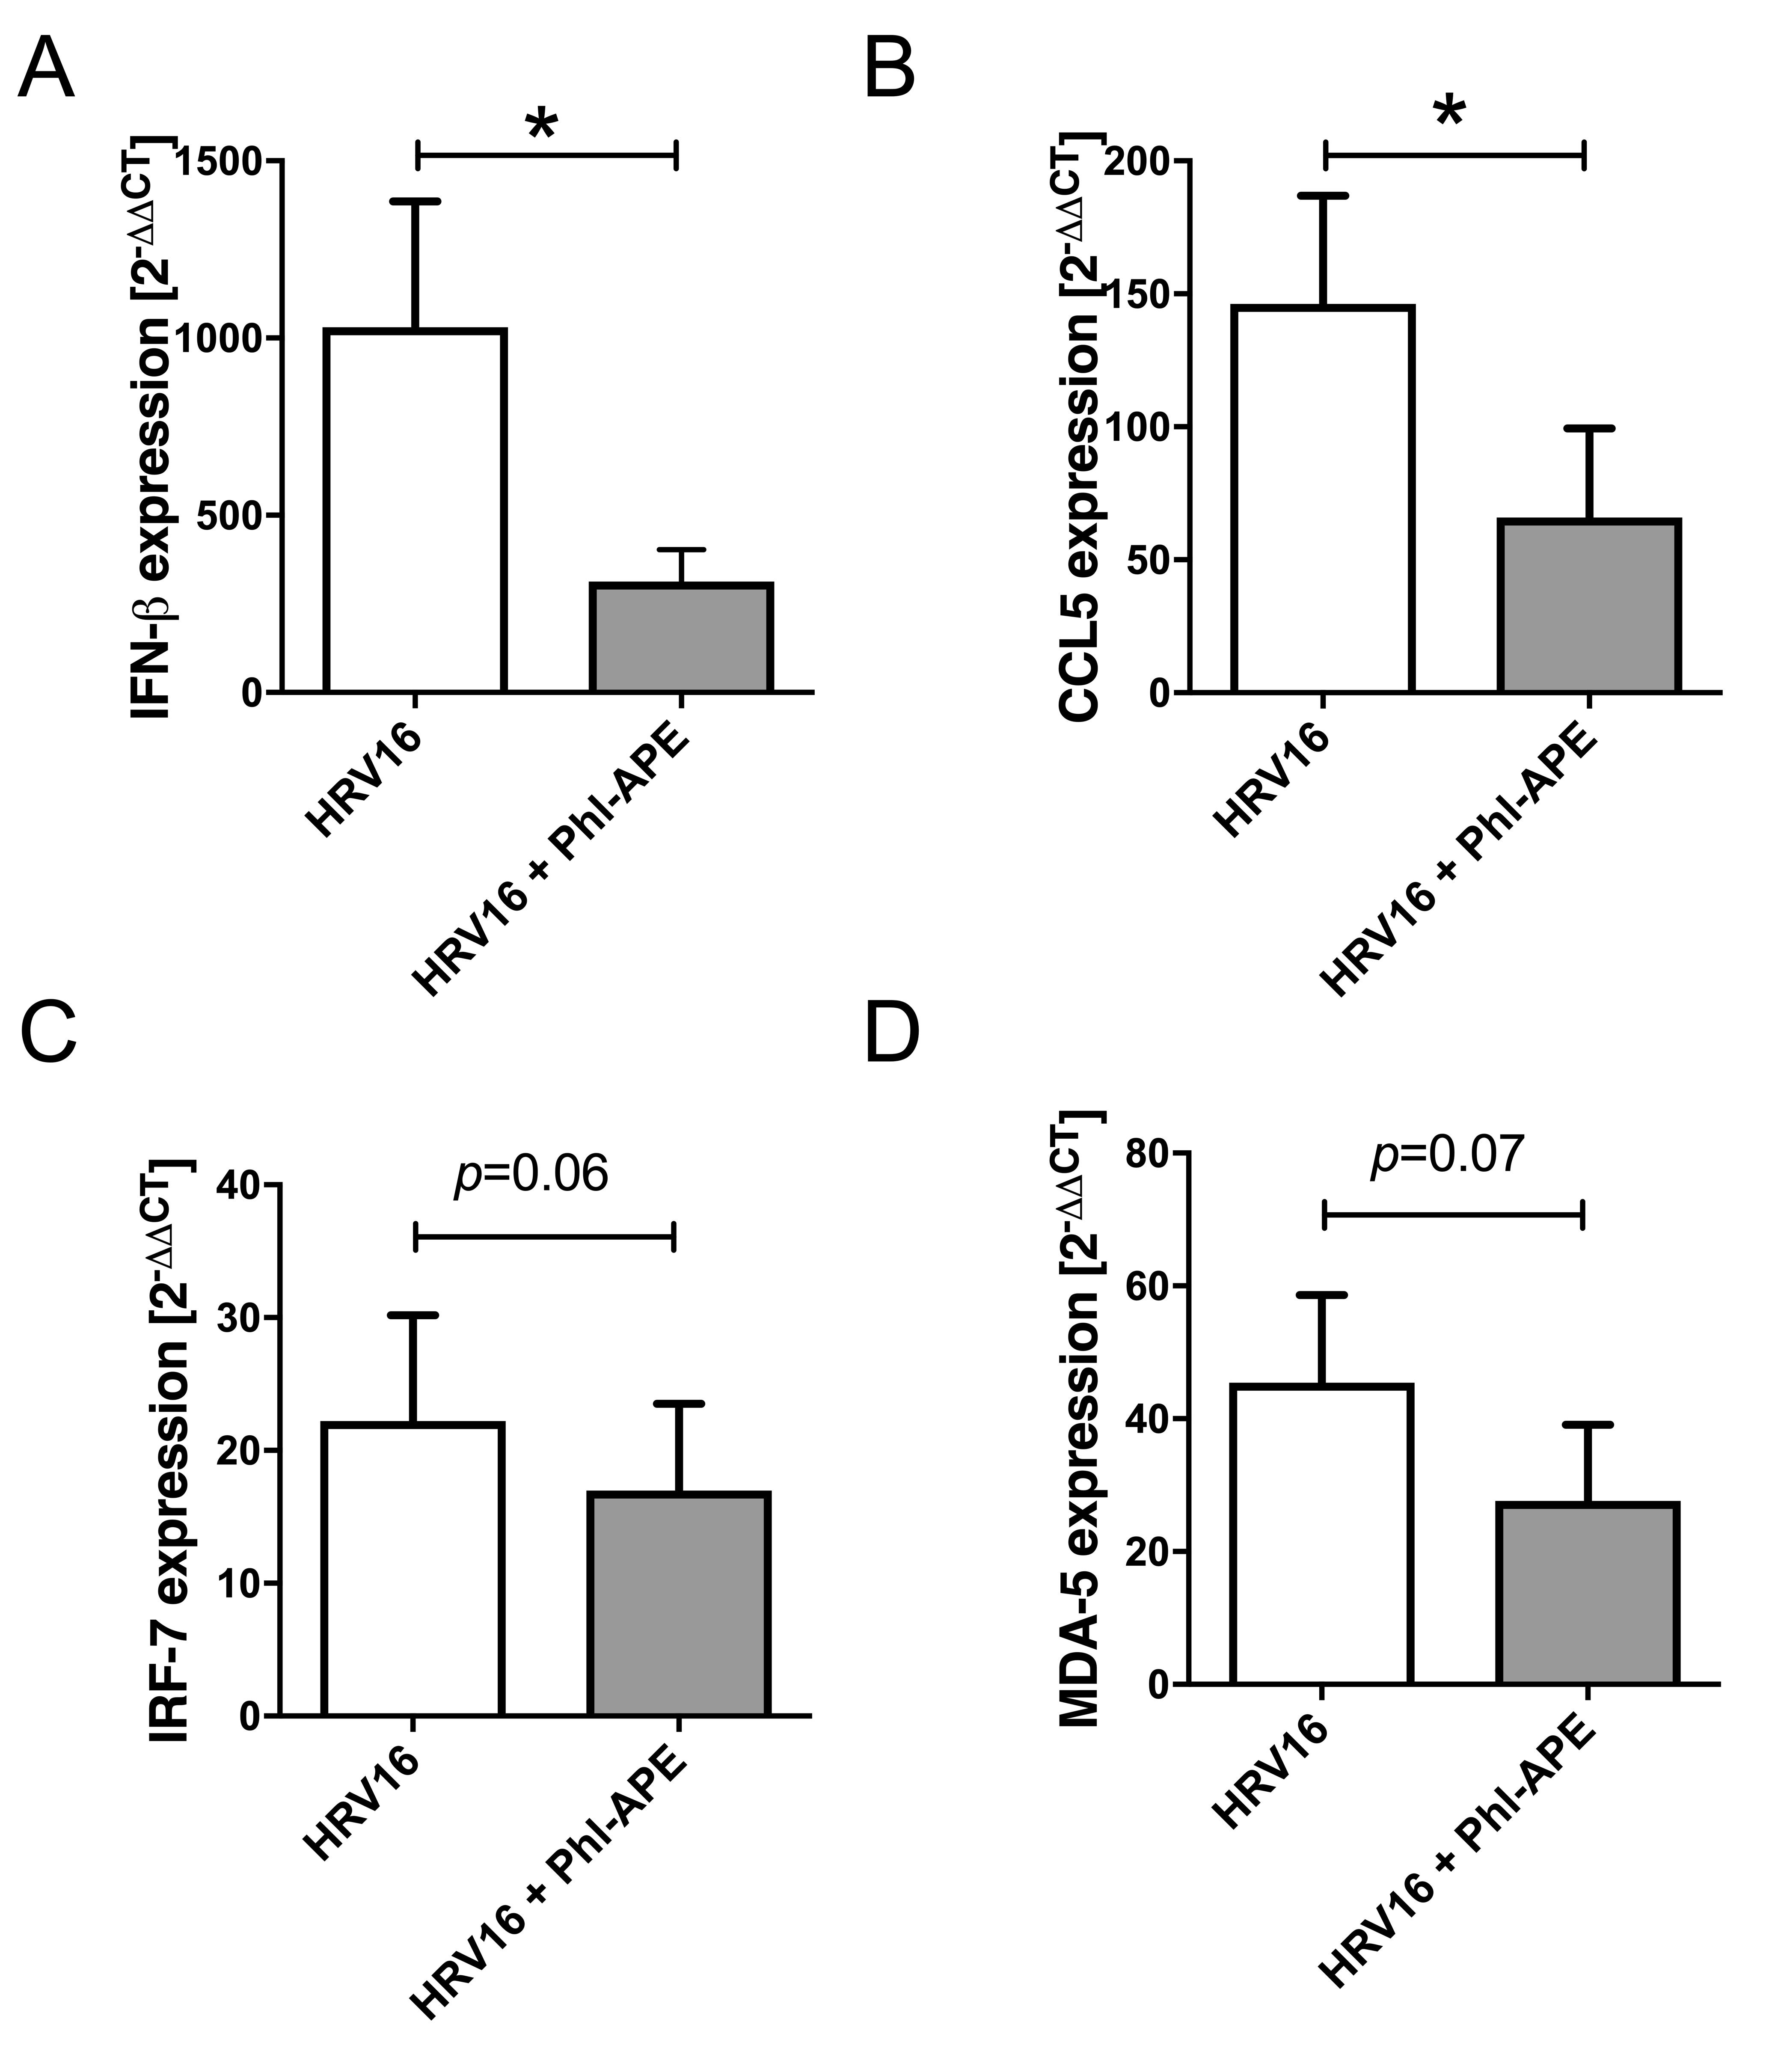 A
IFN-β expression [2-ΔΔCT]
*
1500
1000
500
0
HRV16
HRV16 + Phl-APE
B
CCL5 expression [2-ΔΔCT]
*
200
150
100
50
0
HRV16
HRV16 + Phl-APE
C
IRF-7 expression [2-ΔΔCT]
p=0.06
40
30
20
10
0
HRV16
HRV16 + Phl-APE
D
MDA-5 expression [2-ΔΔCT]
p=0.07
80
60
40
20
0
HRV16
HRV16 + Phl-APE